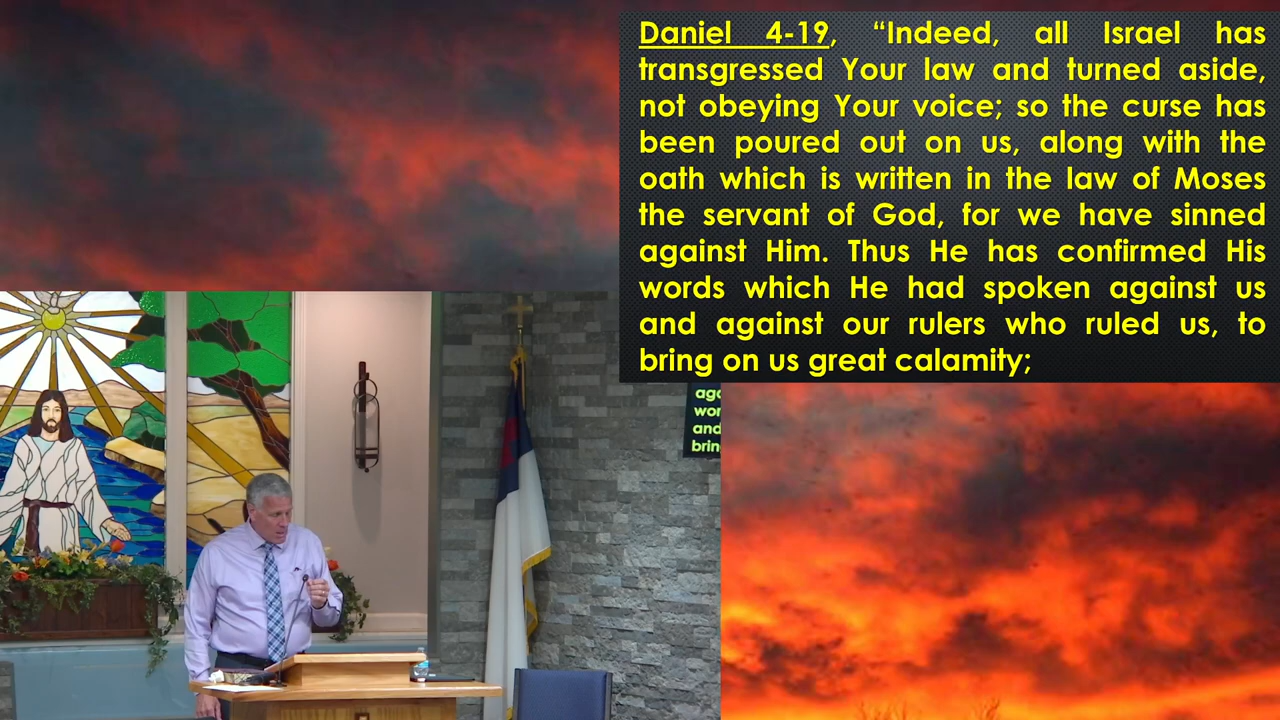 Daniel 4-19, “Indeed, all Israel has
transgressed Your law and turned aside,
not obeying Your voice; so the curse has
been poured out on us, along with the
oath which is written in the law of Moses
the servant of God, for we have sinned
against Him. Thus He has confirmed His
words which He had spoken against us
and against our rulers who ruled us, to
bring on us great calamity;
and